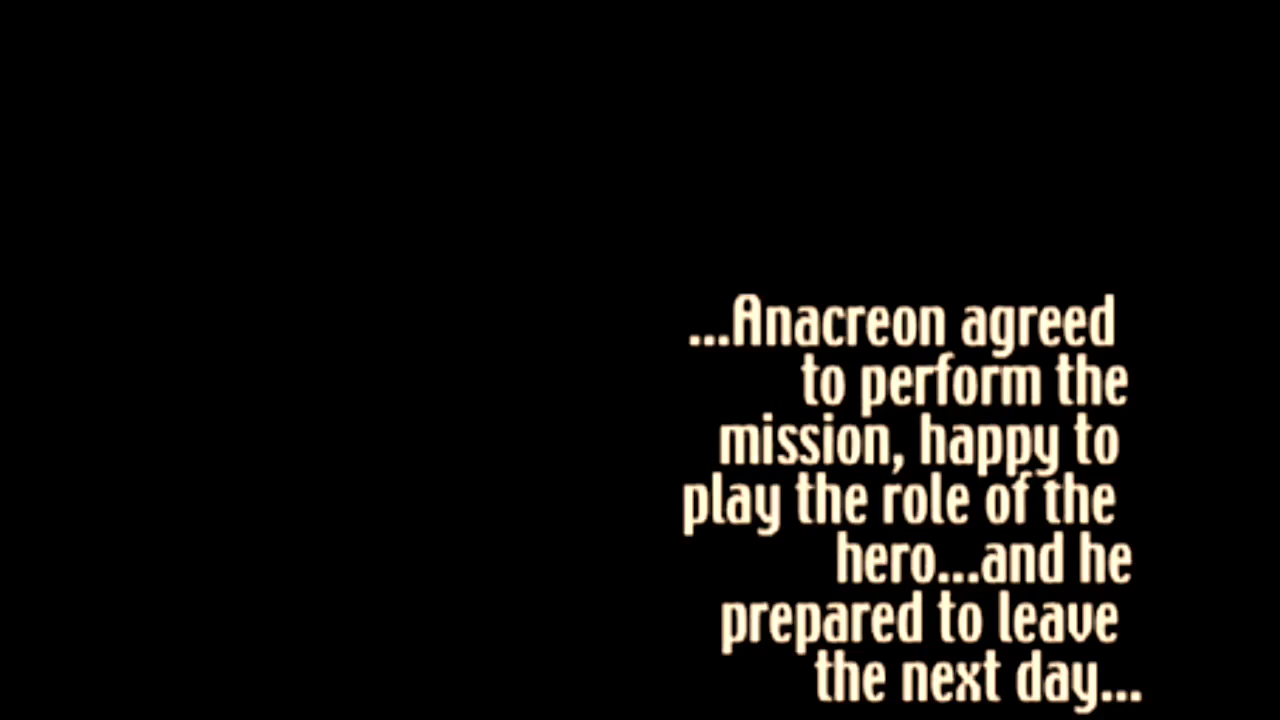 ...Anacreon agreed
to perform the
mission, happy to
play the role of the
hero...and he
prepared to leave
the next day...